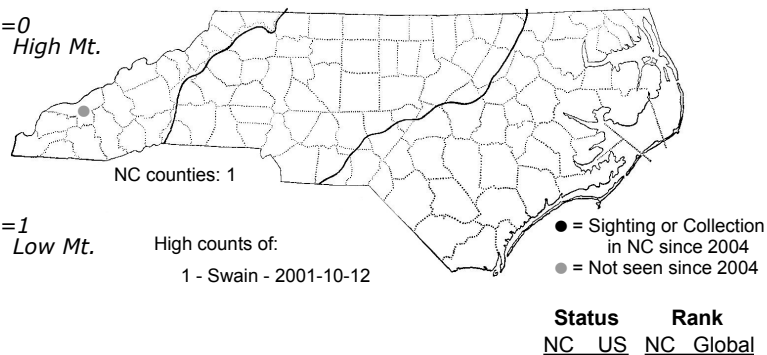 =0
High Mt.
NC counties: 1
=1
Low Mt.
High counts of:
1 - Swain - 2001-10-12
● = Sighting or Collection
in NC since 2004
● = Not seen since 2004
Status Rank
NC US NC Global